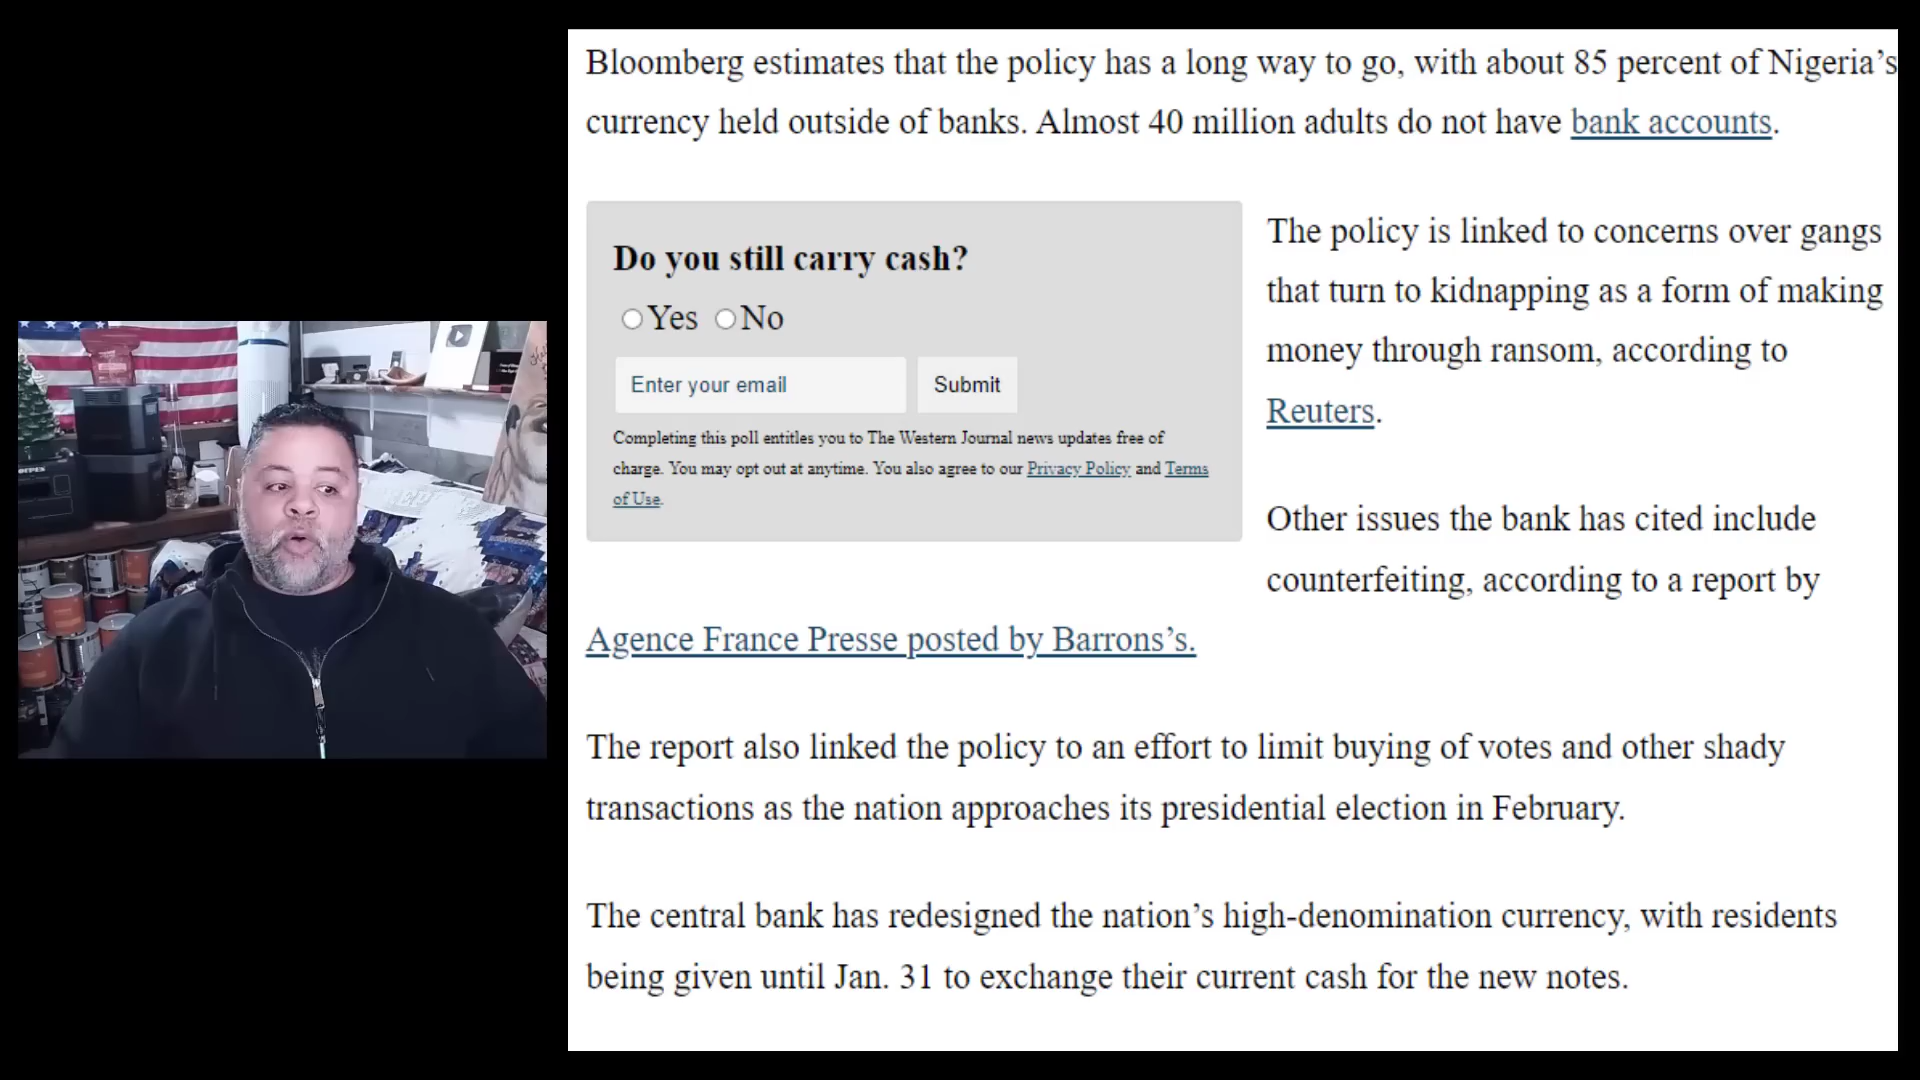 Bloomberg estimates that the policy has a long way to go, with about 85 percent of Nigeria’s
currency held outside of banks. Almost 40 million adults do not have bank accounts.
Do you still carry cash?
Yes No
Enter your email Submit
Completing this poll entitles you to The Western Journal news updates free of
charge. You may opt out at anytime. You also agree to our Privacy Policy and Terms
of Use.
The policy is linked to concerns over gangs
that turn to kidnapping as a form of making
money through ransom, according to
Reuters.
Other issues the bank has cited include
counterfeiting, according to a report by
Agence France Presse posted by Barrons’s.
The report also linked the policy to an effort to limit buying of votes and other shady
transactions as the nation approaches its presidential election in February.
The central bank has redesigned the nation’s high-denomination currency, with residents
being given until Jan. 31 to exchange their current cash for the new notes.